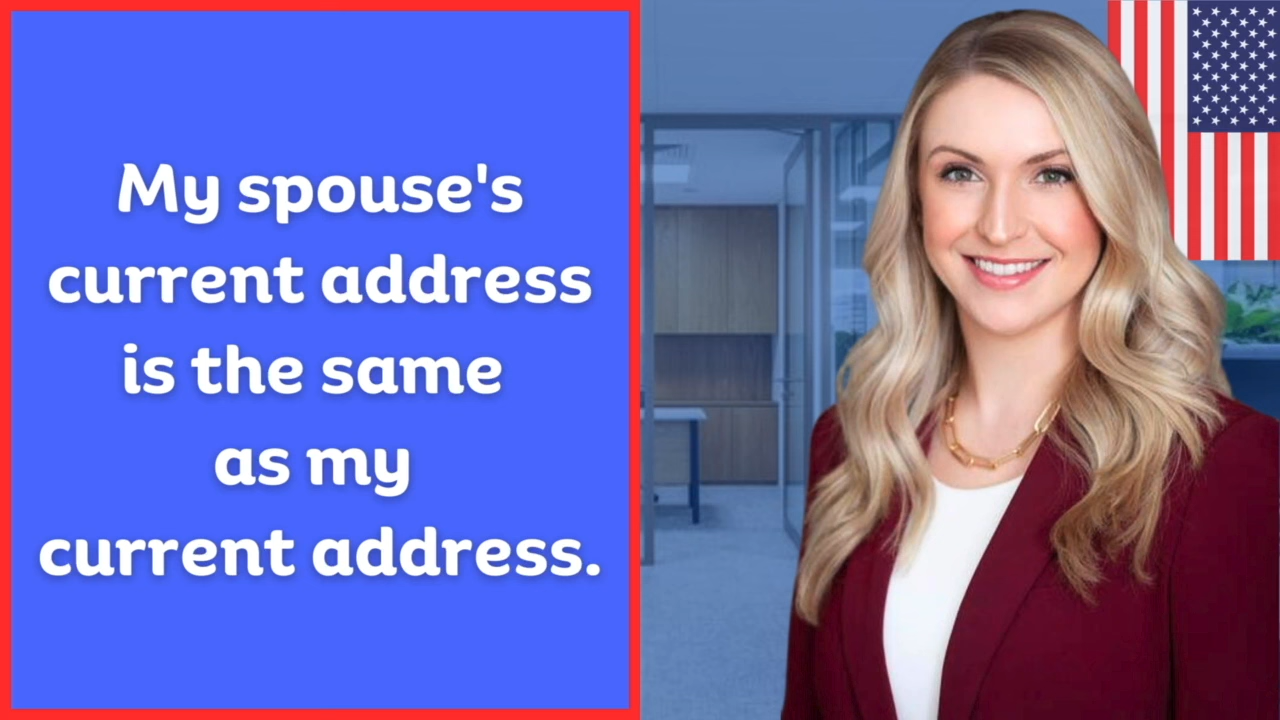 My spouse's
current address
is the same
as my
current address.